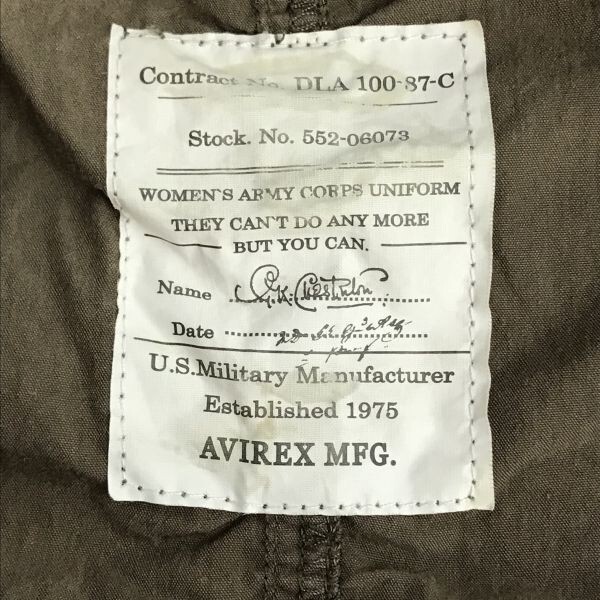 Contract No. DLA 100-87-C
Stock. No. 552-06073
WOMEN'S ARMY CORPS UNIFORM
THEY CAN'T DO ANY MORE
BUT YOU CAN.
Name G.K. Chesterton
Date
U.S.Military Manufacturer
Established 1975
AVIREX MFG.